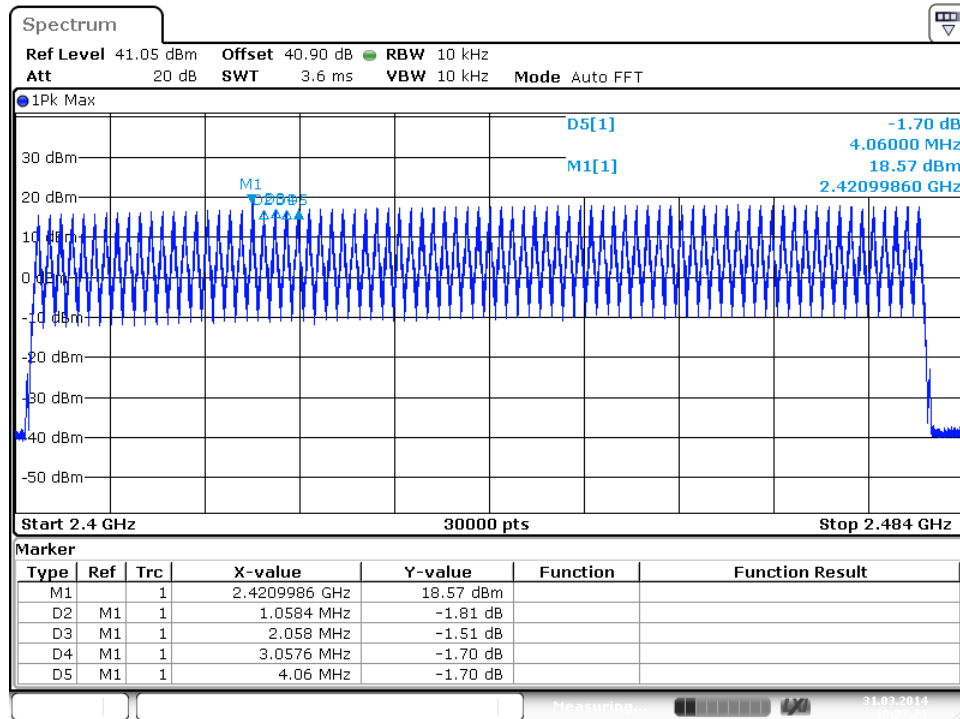 Spectrum
Ref Level 41.05 dBm Offset 40.90 dB RBW 10 kHz
Att 20 dB SWT 3.6 ms VBW 10 kHz Mode Auto FFT
1Pk Max
D5[1] -1.70 dB
4.06000 MHz
M1[1] 18.57 dBm
2.42099860 GHz
30 dBm
M1
20 dBm
10 dBm
0 dBm
-10 dBm
-20 dBm
-30 dBm
-40 dBm
-50 dBm
Start 2.4 GHz 30000 pts Stop 2.484 GHz
Marker
Type Ref Trc X-value Y-value Function Function Result
M1 1 2.4209986 GHz 18.57 dBm
D2 M1 1 1.0584 MHz -1.81 dB
D3 M1 1 2.058 MHz -1.51 dB
D4 M1 1 3.0576 MHz -1.70 dB
D5 M1 1 4.06 MHz -1.70 dB
Measuring... LXI 31.03.2014